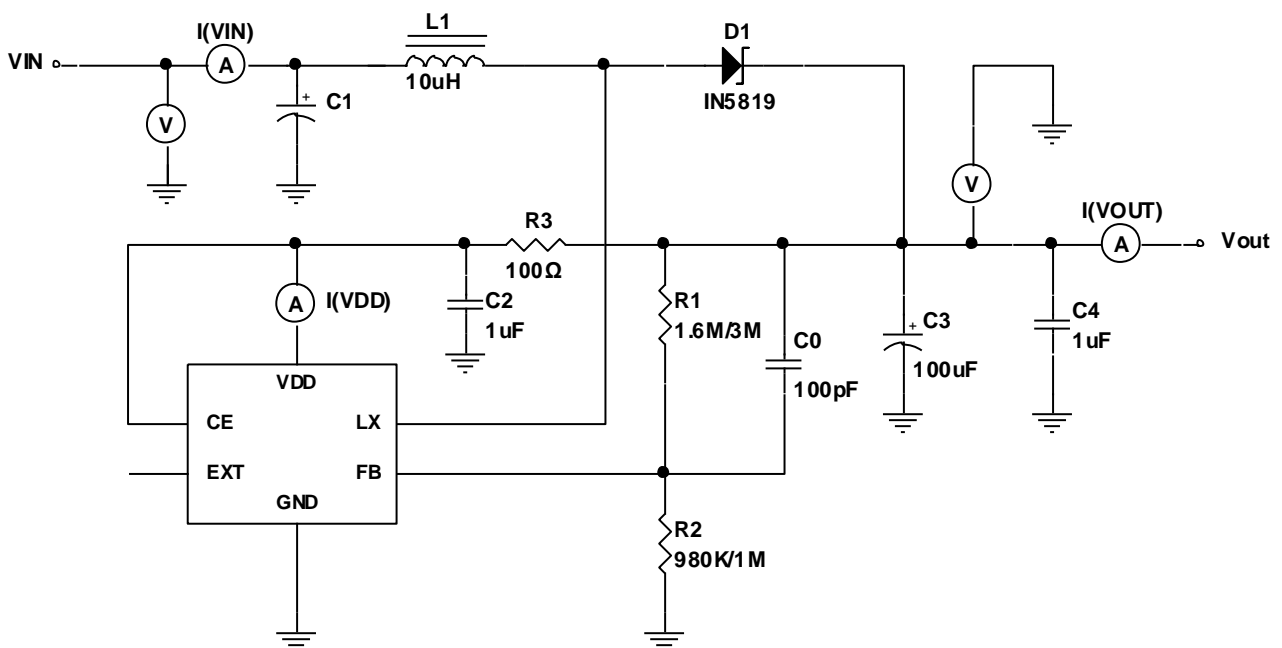 L1
I(VIN)
D1
VIN
A
10uH
IN5819
+
C1
V
V
I(VOUT)
A
Vout
R3
100Ω
A
I(VDD)
C2
1uF
R1
1.6M/3M
C0
100pF
+
C3
100uF
C4
1uF
VDD
CE
LX
EXT
FB
GND
R2
980K/1M